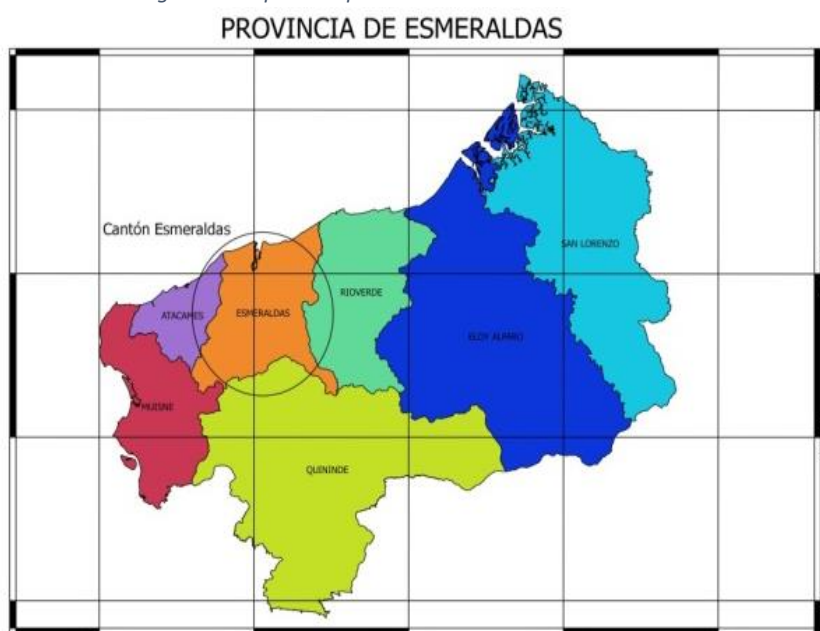 PROVINCIA DE ESMERALDAS
Cantón Esmeraldas
SAN LORENZO
RIOVERDE
ATACAMES
ESMERALDAS
ELOY ALFARO
MUISNE
QUININDE